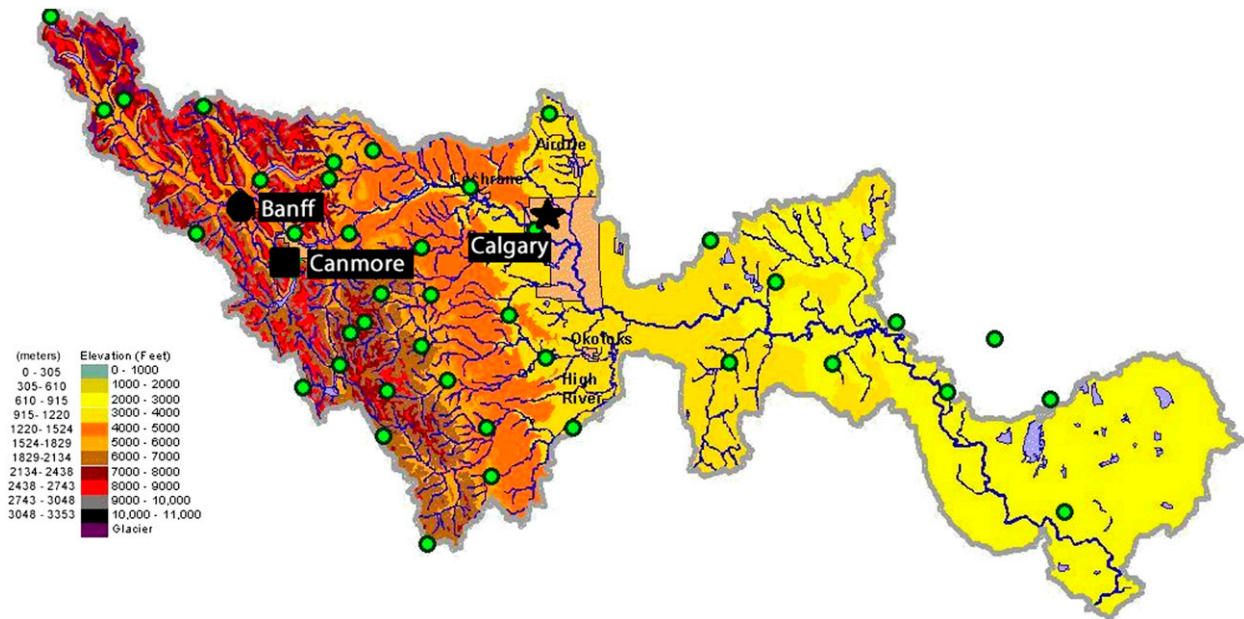 Airdrie
Cochrane
Banff
Calgary
Canmore
Okotoks
High
River
(meters) Elevation (Feet)
0 - 305 0 - 1000
305- 610 1000 - 2000
610 - 915 2000 - 3000
915- 1220 3000 - 4000
1220- 1524 4000 - 5000
1524-1829 5000 - 6000
1829-2134 6000 - 7000
2134- 2438 7000 - 8000
2438 - 2743 8000 - 9000
2743 - 3048 9000 - 10,000
3048 - 3353 10,000 - 11,000
Glacier